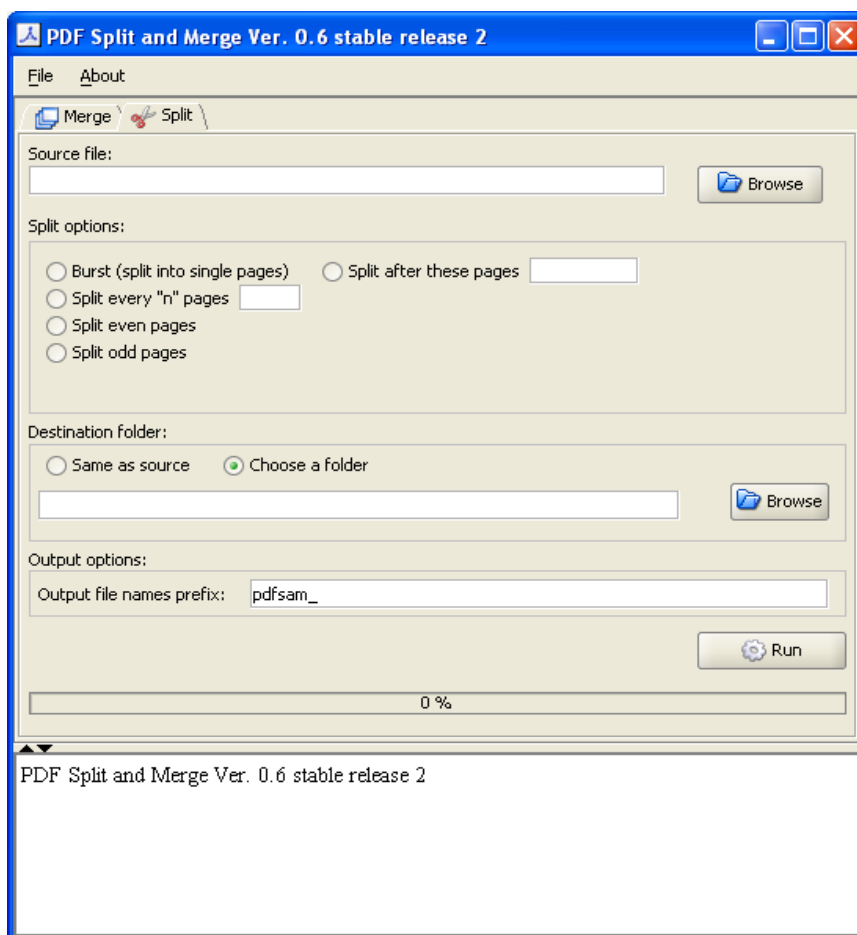 PDF Split and Merge Ver. 0.6 stable release 2
File About
Merge Split
Source file:
Browse
Split options:
Burst (split into single pages) Split after these pages
Split every "n" pages
Split even pages
Split odd pages
Destination folder:
Same as source Choose a folder
Browse
Output options:
Output file names prefix: pdfsam_
Run
0 %
PDF Split and Merge Ver. 0.6 stable release 2